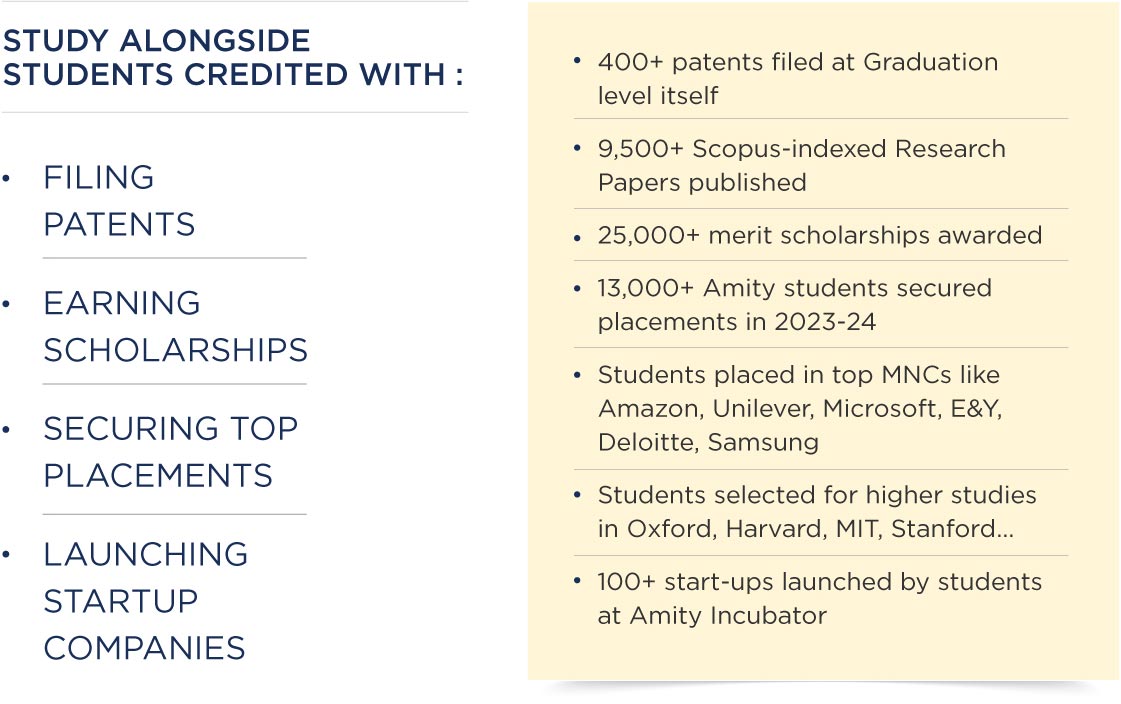 STUDY ALONGSIDE
STUDENTS CREDITED WITH :
• FILING
PATENTS
• EARNING
SCHOLARSHIPS
• SECURING TOP
PLACEMENTS
• LAUNCHING
STARTUP
COMPANIES
• 400+ patents filed at Graduation
level itself
• 9,500+ Scopus-indexed Research
Papers published
• 25,000+ merit scholarships awarded
• 13,000+ Amity students secured
placements in 2023-24
• Students placed in top MNCs like
Amazon, Unilever, Microsoft, E&Y,
Deloitte, Samsung
• Students selected for higher studies
in Oxford, Harvard, MIT, Stanford...
• 100+ start-ups launched by students
at Amity Incubator